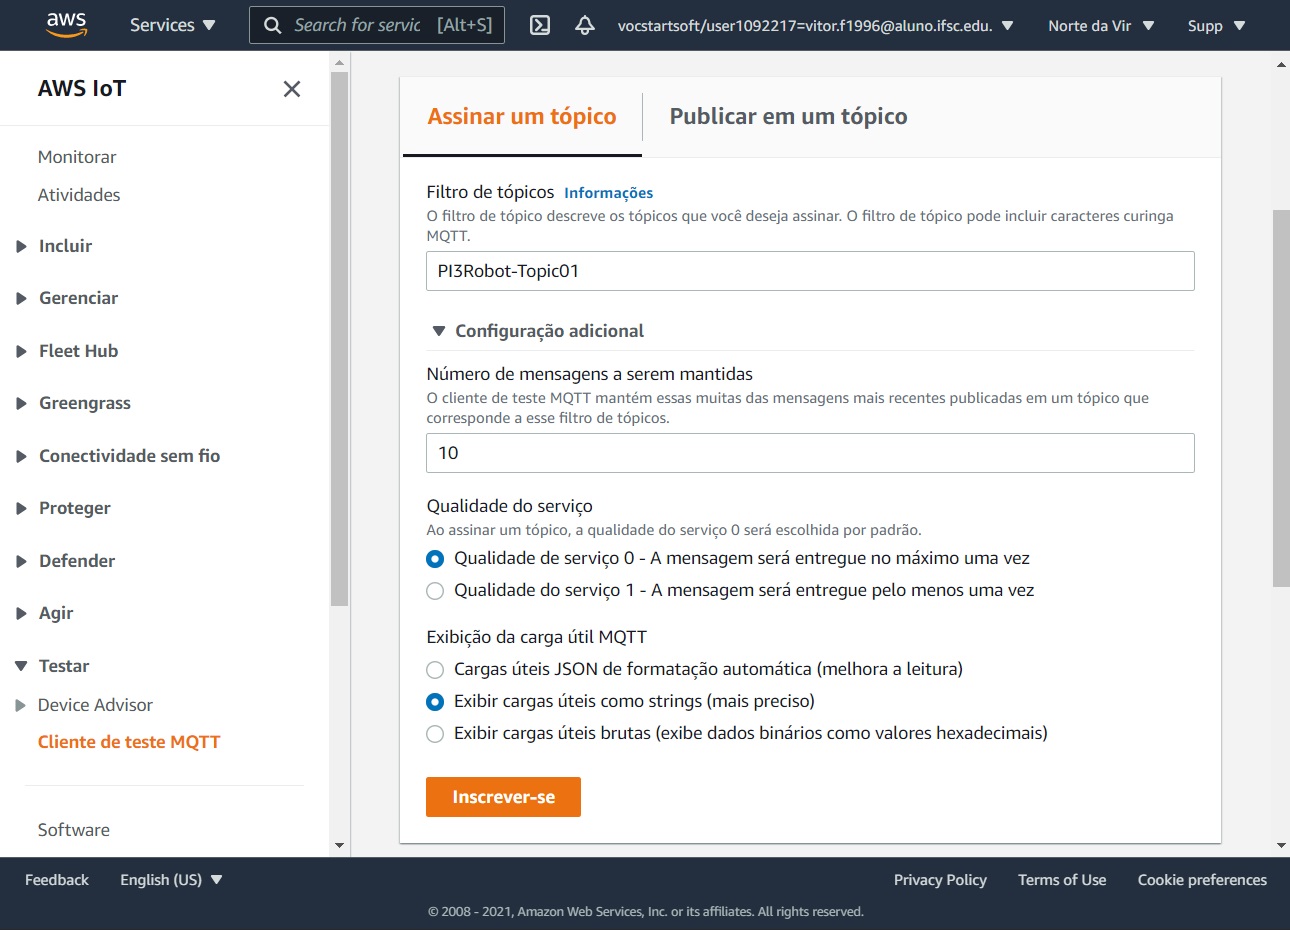 aws
Services
Search for servic [Alt+S]
vocstartsoft/user1092217=vitor.f1996@aluno.ifsc.edu.
Norte da Vir
Supp
AWS IoT
Monitorar
Atividades
Incluir
Gerenciar
Fleet Hub
Greengrass
Conectividade sem fio
Proteger
Defender
Agir
Testar
Device Advisor
Cliente de teste MQTT
Software
Assinar um tópico
Publicar em um tópico
Filtro de tópicos Informações
O filtro de tópico descreve os tópicos que você deseja assinar. O filtro de tópico pode incluir caracteres curinga
MQTT.
PI3Robot-Topic01
Configuração adicional
Número de mensagens a serem mantidas
O cliente de teste MQTT mantém essas muitas das mensagens mais recentes publicadas em um tópico que
corresponde a esse filtro de tópicos.
10
Qualidade do serviço
Ao assinar um tópico, a qualidade do serviço 0 será escolhida por padrão.
Qualidade de serviço 0 - A mensagem será entregue no máximo uma vez
Qualidade do serviço 1 - A mensagem será entregue pelo menos uma vez
Exibição da carga útil MQTT
Cargas úteis JSON de formatação automática (melhora a leitura)
Exibir cargas úteis como strings (mais preciso)
Exibir cargas úteis brutas (exibe dados binários como valores hexadecimais)
Inscrever-se
Feedback
English (US)
Privacy Policy
Terms of Use
Cookie preferences
© 2008 - 2021, Amazon Web Services, Inc. or its affiliates. All rights reserved.